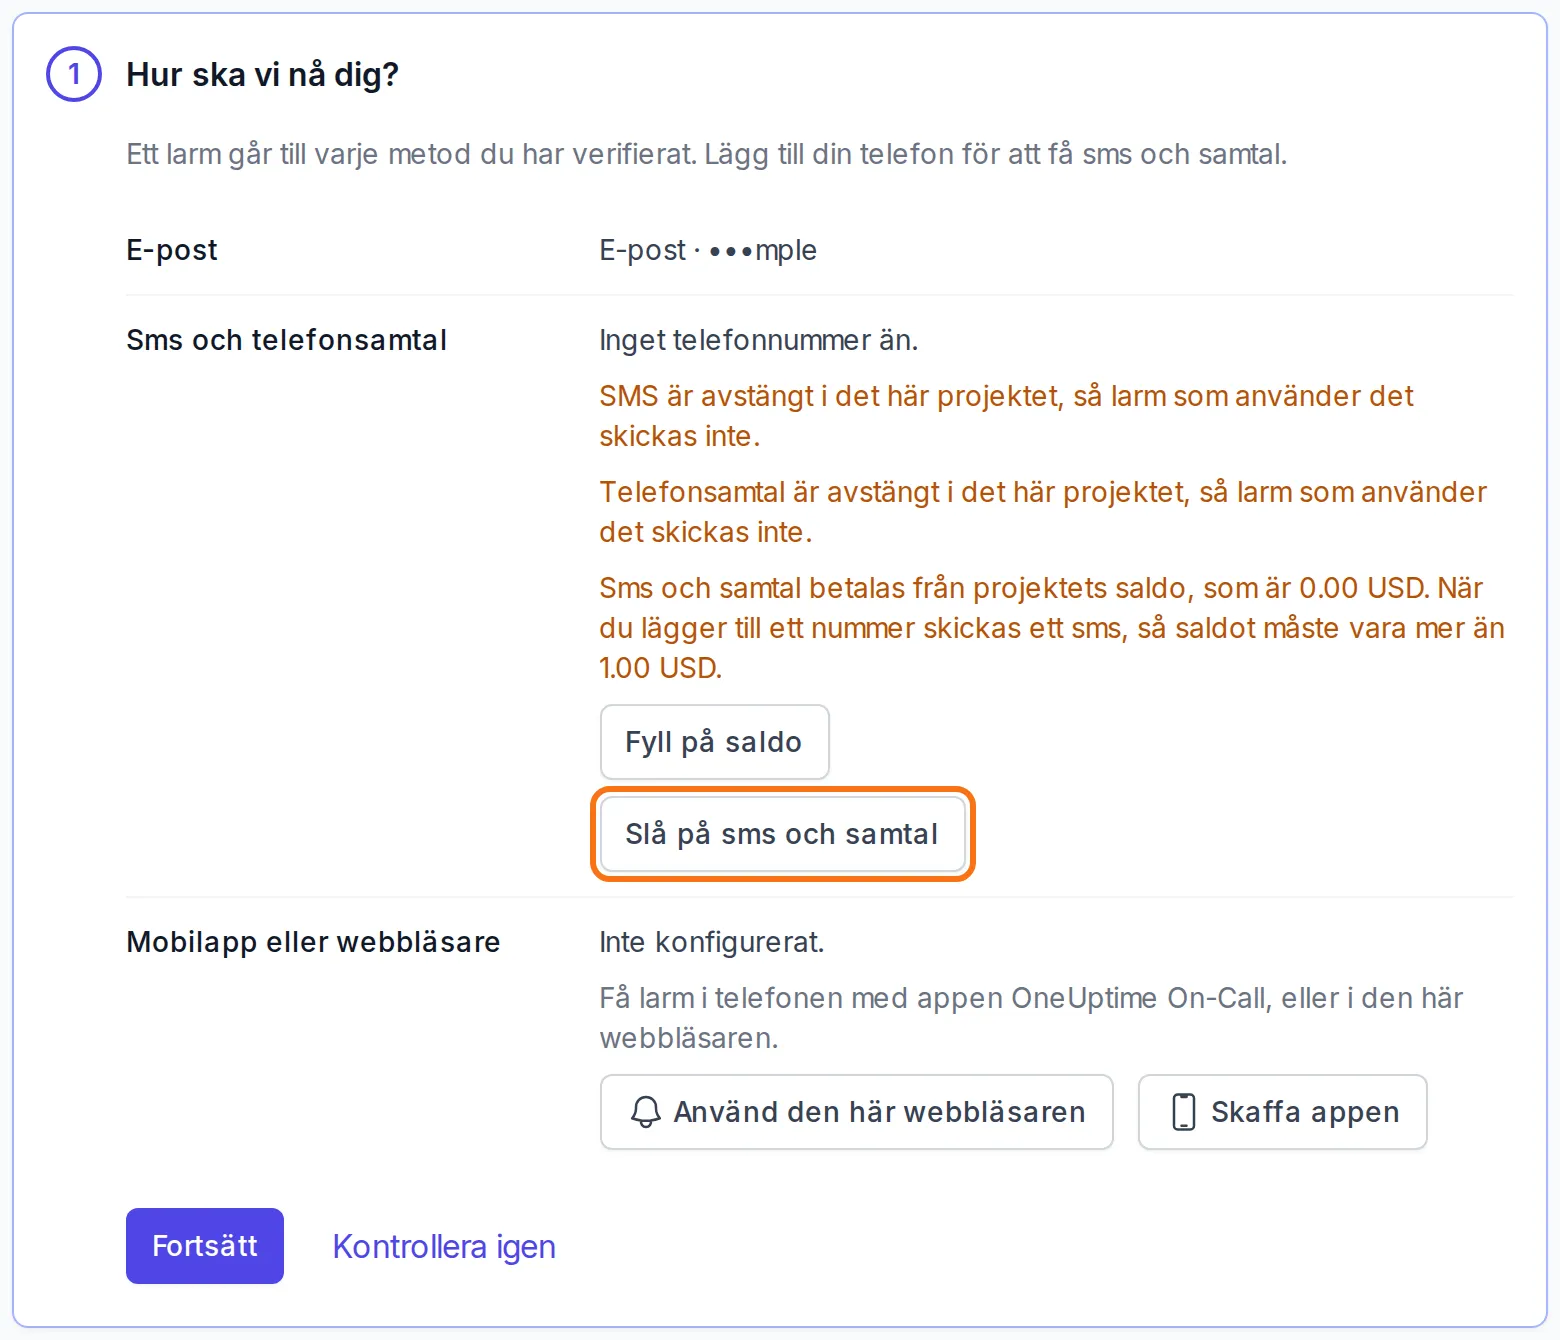 1
Hur ska vi nå dig?
Ett larm går till varje metod du har verifierat. Lägg till din telefon för att få sms och samtal.
E-post
E-post · •••mple
Sms och telefonsamtal
Inget telefonnummer än.
SMS är avstängt i det här projektet, så larm som använder det
skickas inte.
Telefonsamtal är avstängt i det här projektet, så larm som använder
det skickas inte.
Sms och samtal betalas från projektets saldo, som är 0.00 USD. När
du lägger till ett nummer skickas ett sms, så saldot måste vara mer än
1.00 USD.
Fyll på saldo
Slå på sms och samtal
Mobilapp eller webbläsare
Inte konfigurerat.
Få larm i telefonen med appen OneUptime On-Call, eller i den här
webbläsaren.
Använd den här webbläsaren
Skaffa appen
Fortsätt
Kontrollera igen